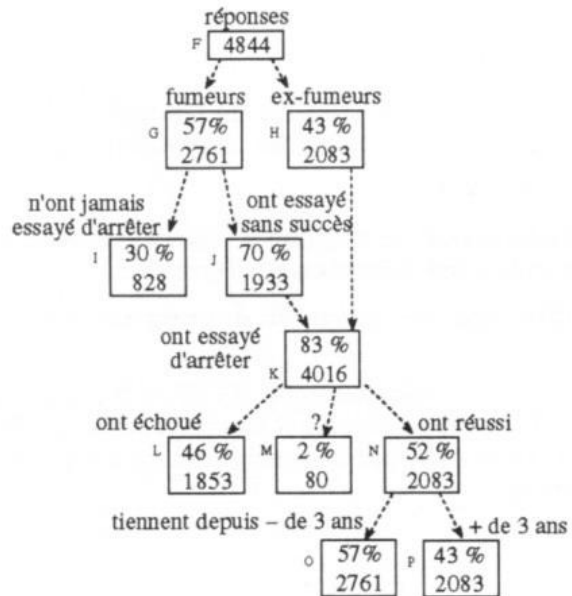 réponses
F 4844
fumeurs ex-fumeurs
G 57% H 43 %
2761 2083
n'ont jamais
essayé d'arrêter
ont essayé
sans succès
I 30 % J 70 %
828 1933
ont essayé
d'arrêter
83 %
K 4016
ont échoué ? ont réussi
L 46 % M 2 % N 52 %
1853 80 2083
tiennent depuis – de 3 ans + de 3 ans
O 57% P 43 %
2761 2083